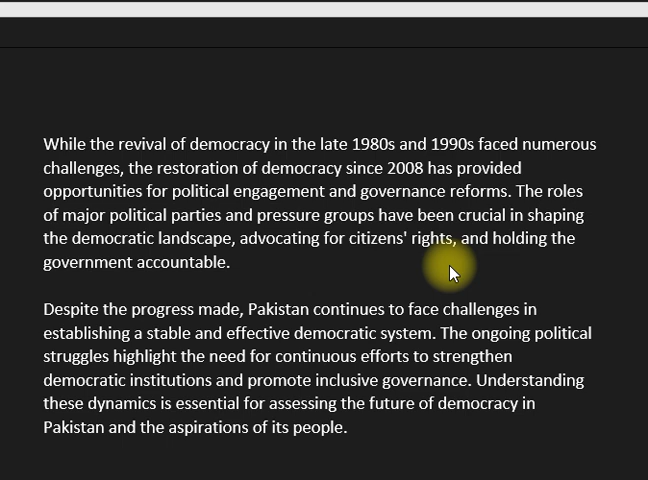 While the revival of democracy in the late 1980s and 1990s faced numerous
challenges, the restoration of democracy since 2008 has provided
opportunities for political engagement and governance reforms. The roles
of major political parties and pressure groups have been crucial in shaping
the democratic landscape, advocating for citizens' rights, and holding the
government accountable.
Despite the progress made, Pakistan continues to face challenges in
establishing a stable and effective democratic system. The ongoing political
struggles highlight the need for continuous efforts to strengthen
democratic institutions and promote inclusive governance. Understanding
these dynamics is essential for assessing the future of democracy in
Pakistan and the aspirations of its people.